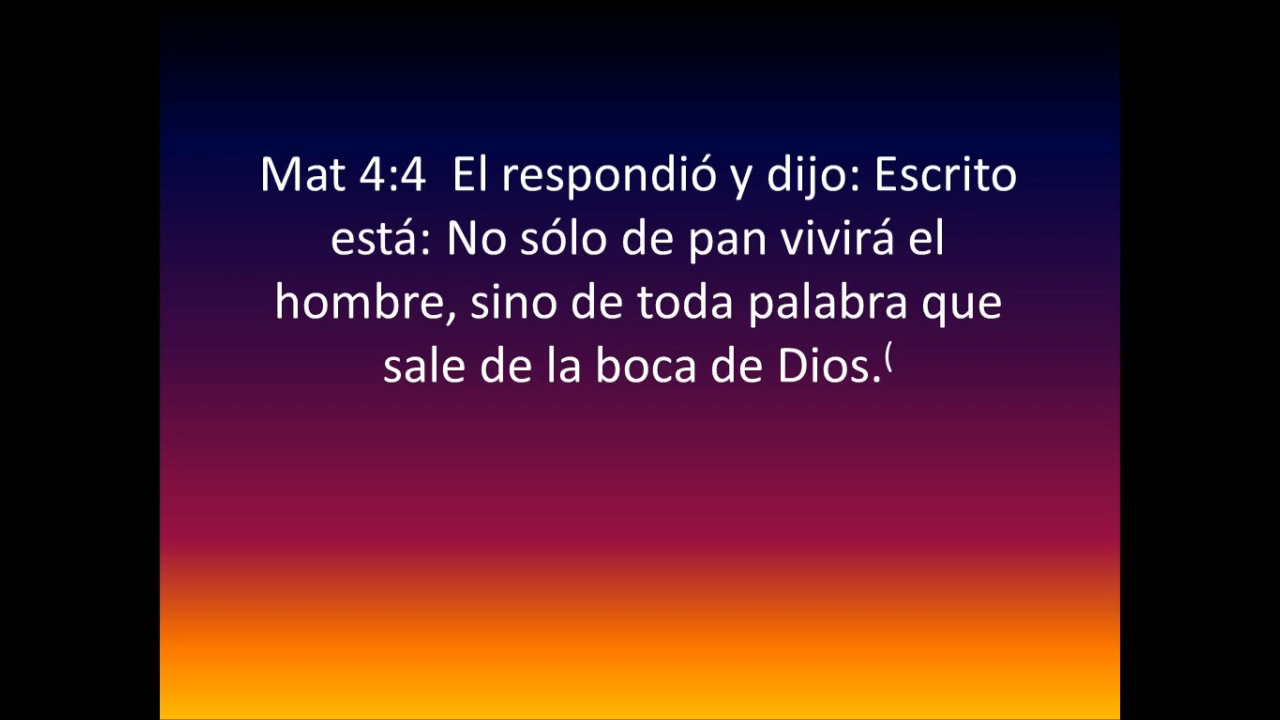 Mat 4:4  El respondió y dijo: Escrito
está: No sólo de pan vivirá el
hombre, sino de toda palabra que
sale de la boca de Dios.(